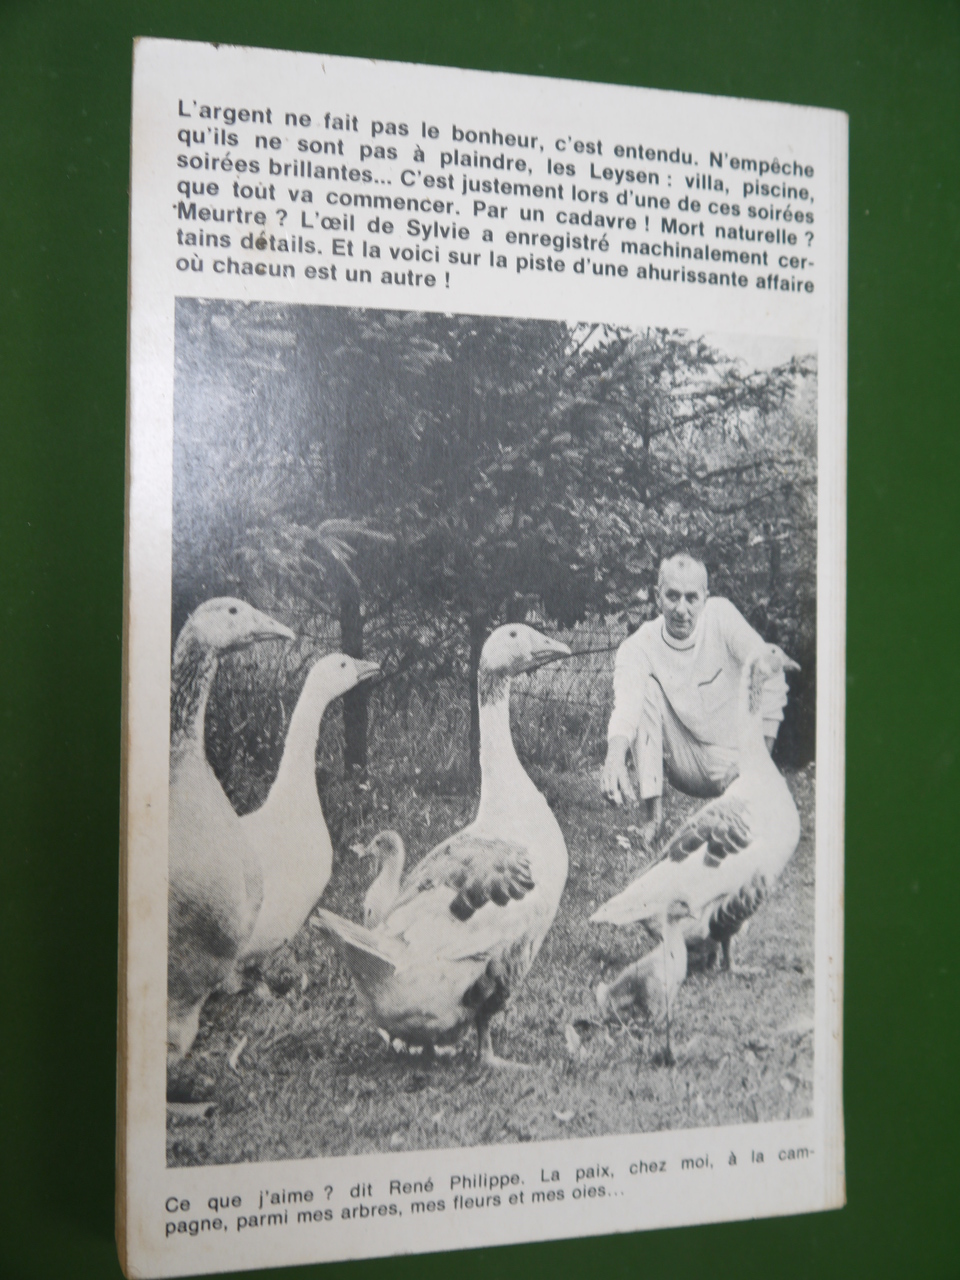 L'argent ne fait pas le bonheur, c'est entendu. N'empêche
qu'ils ne sont pas à plaindre, les Leysen : villa, piscine,
soirées brillantes... C'est justement lors d'une de ces soirées
que tout va commencer. Par un cadavre ! Mort naturelle ?
Meurtre ? L'œil de Sylvie a enregistré machinalement cer-
tains détails. Et la voici sur la piste d'une ahurissante affaire
où chacun est un autre !
Ce que j'aime ? dit René Philippe. La paix, chez moi, à la cam-
pagne, parmi mes arbres, mes fleurs et mes oies...